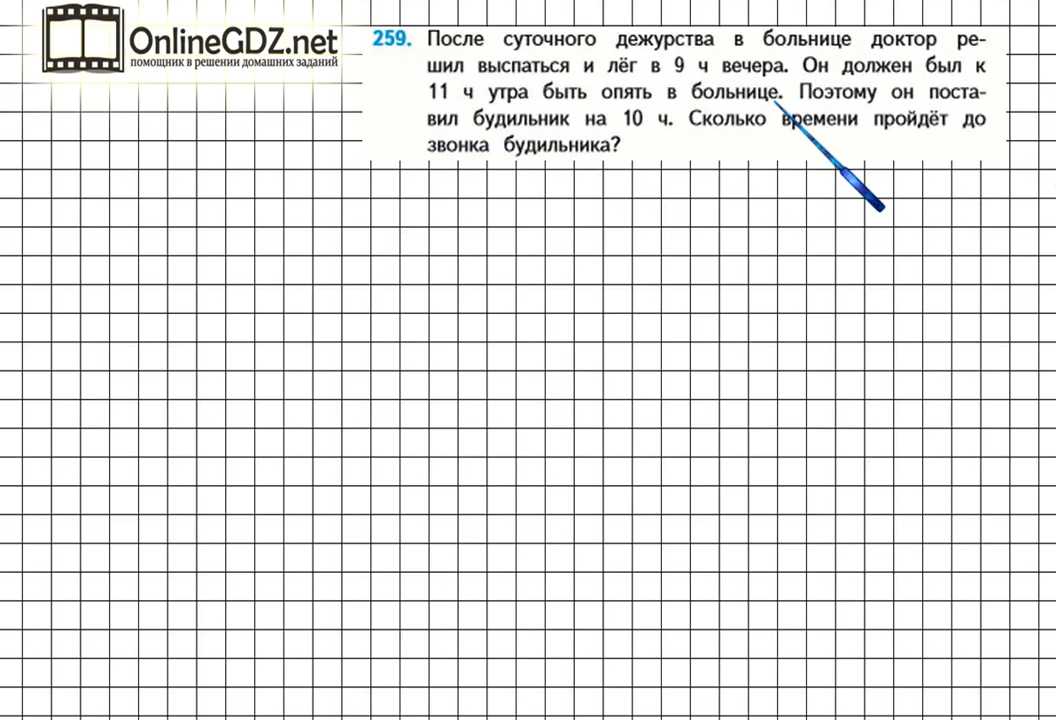 OnlineGDZ.net
помощник в решении домашних заданий
259. После суточного дежурства в больнице доктор ре-
шил выспаться и лёг в 9 ч вечера. Он должен был к
11 ч утра быть опять в больнице. Поэтому он поста-
вил будильник на 10 ч. Сколько времени пройдёт до
звонка будильника?